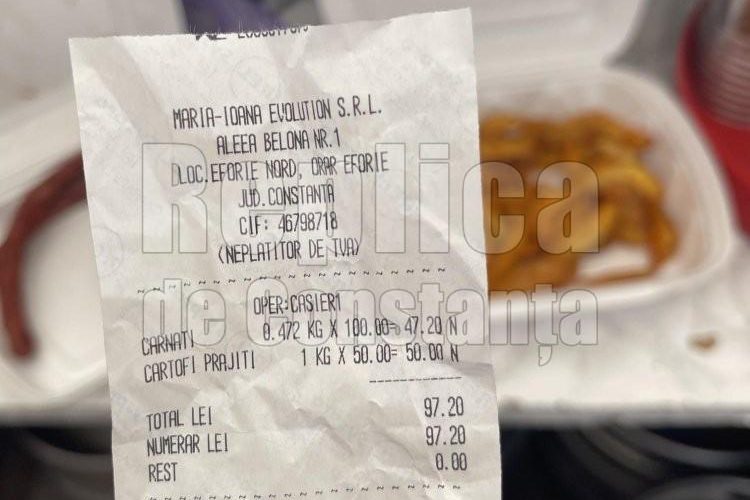 MARIA-IOANA EVOLUTION S.R.L.
ALEEA BELONA NR.1
LOC.EFORIE NORD, ORAR EFORIE
JUD.CONSTANTA
CIF: 46798718
(NEPLATITOR DE TVA)
OPER:CASIER1
CARNATI 0.472 KG X 100.00= 47.20 N
CARTOFI PRAJITI 1 KG X 50.00= 50.00 N
TOTAL LEI 97.20
NUMERAR LEI 97.20
REST 0.00
Replica
de Constanța